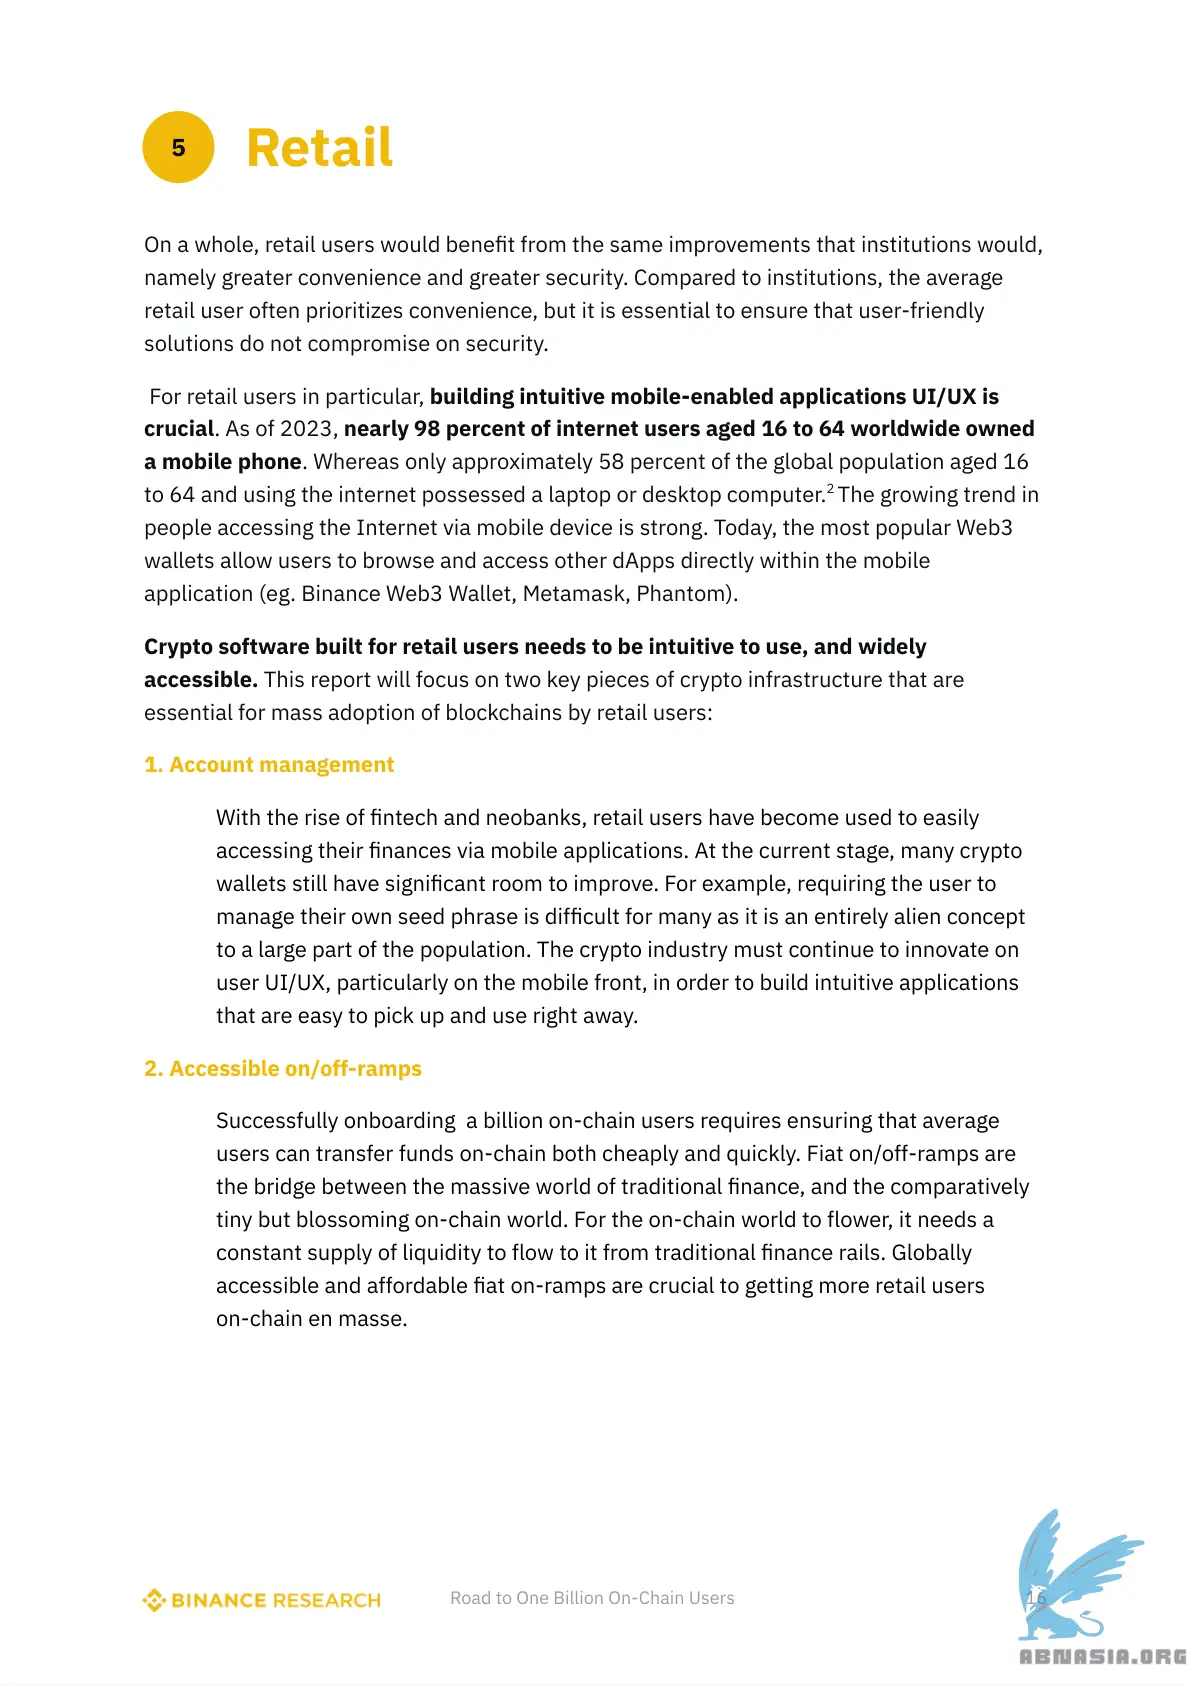 5
Retail
On a whole, retail users would benefit from the same improvements that institutions would,
namely greater convenience and greater security. Compared to institutions, the average
retail user often prioritizes convenience, but it is essential to ensure that user-friendly
solutions do not compromise on security.
For retail users in particular, building intuitive mobile-enabled applications UI/UX is
crucial. As of 2023, nearly 98 percent of internet users aged 16 to 64 worldwide owned
a mobile phone. Whereas only approximately 58 percent of the global population aged 16
to 64 and using the internet possessed a laptop or desktop computer.² The growing trend in
people accessing the Internet via mobile device is strong. Today, the most popular Web3
wallets allow users to browse and access other dApps directly within the mobile
application (eg. Binance Web3 Wallet, Metamask, Phantom).
Crypto software built for retail users needs to be intuitive to use, and widely
accessible. This report will focus on two key pieces of crypto infrastructure that are
essential for mass adoption of blockchains by retail users:
1. Account management
With the rise of fintech and neobanks, retail users have become used to easily
accessing their finances via mobile applications. At the current stage, many crypto
wallets still have significant room to improve. For example, requiring the user to
manage their own seed phrase is difficult for many as it is an entirely alien concept
to a large part of the population. The crypto industry must continue to innovate on
user UI/UX, particularly on the mobile front, in order to build intuitive applications
that are easy to pick up and use right away.
2. Accessible on/off-ramps
Successfully onboarding  a billion on-chain users requires ensuring that average
users can transfer funds on-chain both cheaply and quickly. Fiat on/off-ramps are
the bridge between the massive world of traditional finance, and the comparatively
tiny but blossoming on-chain world. For the on-chain world to flower, it needs a
constant supply of liquidity to flow to it from traditional finance rails. Globally
accessible and affordable fiat on-ramps are crucial to getting more retail users
on-chain en masse.
BINANCE RESEARCH
Road to One Billion On-Chain Users
16
ABNASIA.ORG